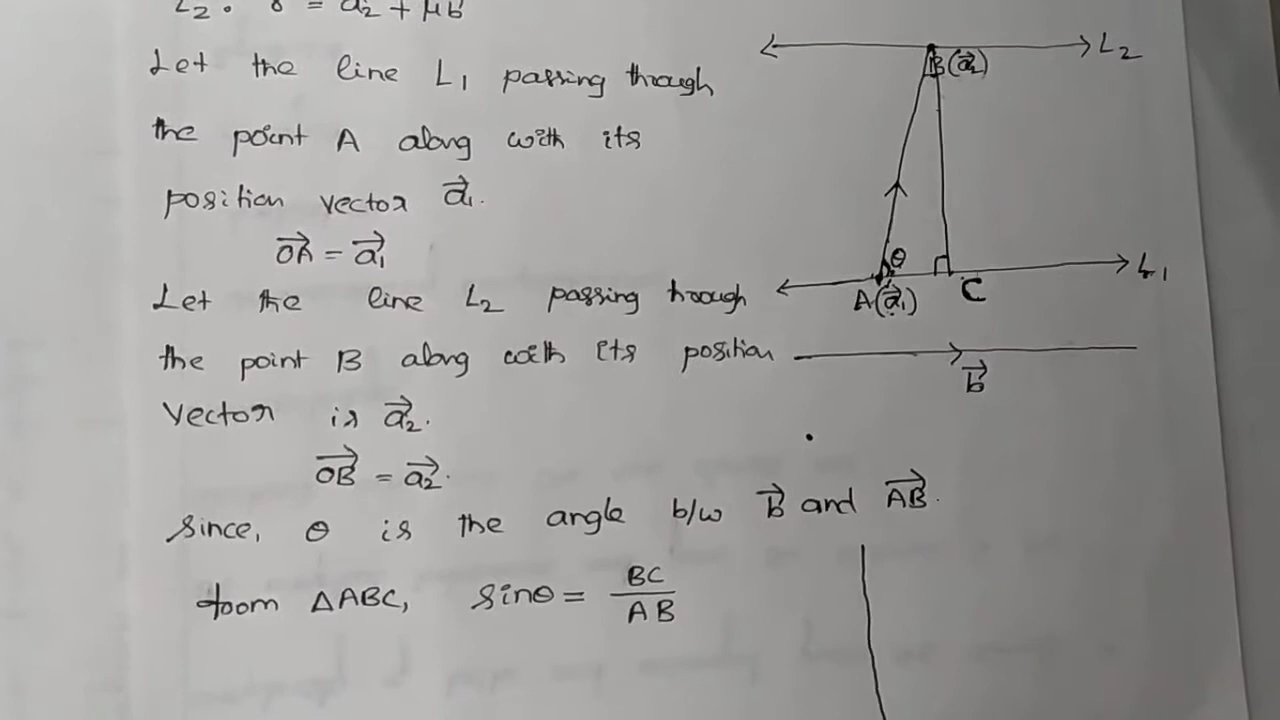 L₂ : r⃗ = a⃗₂ + μb⃗
Let the line L₁ passing through
the point A along with its
position vector a⃗₁.
OA⃗ = a⃗₁
Let the line L₂ passing hrough
the point B along with its position
vector is a⃗₂.
OB⃗ = a⃗₂.
since, θ is the angle b/w b⃗ and AB⃗.
from ΔABC, sinθ = BC/AB
L₂
B(a⃗₂)
θ
L₁
A(a⃗₁)
C
b⃗